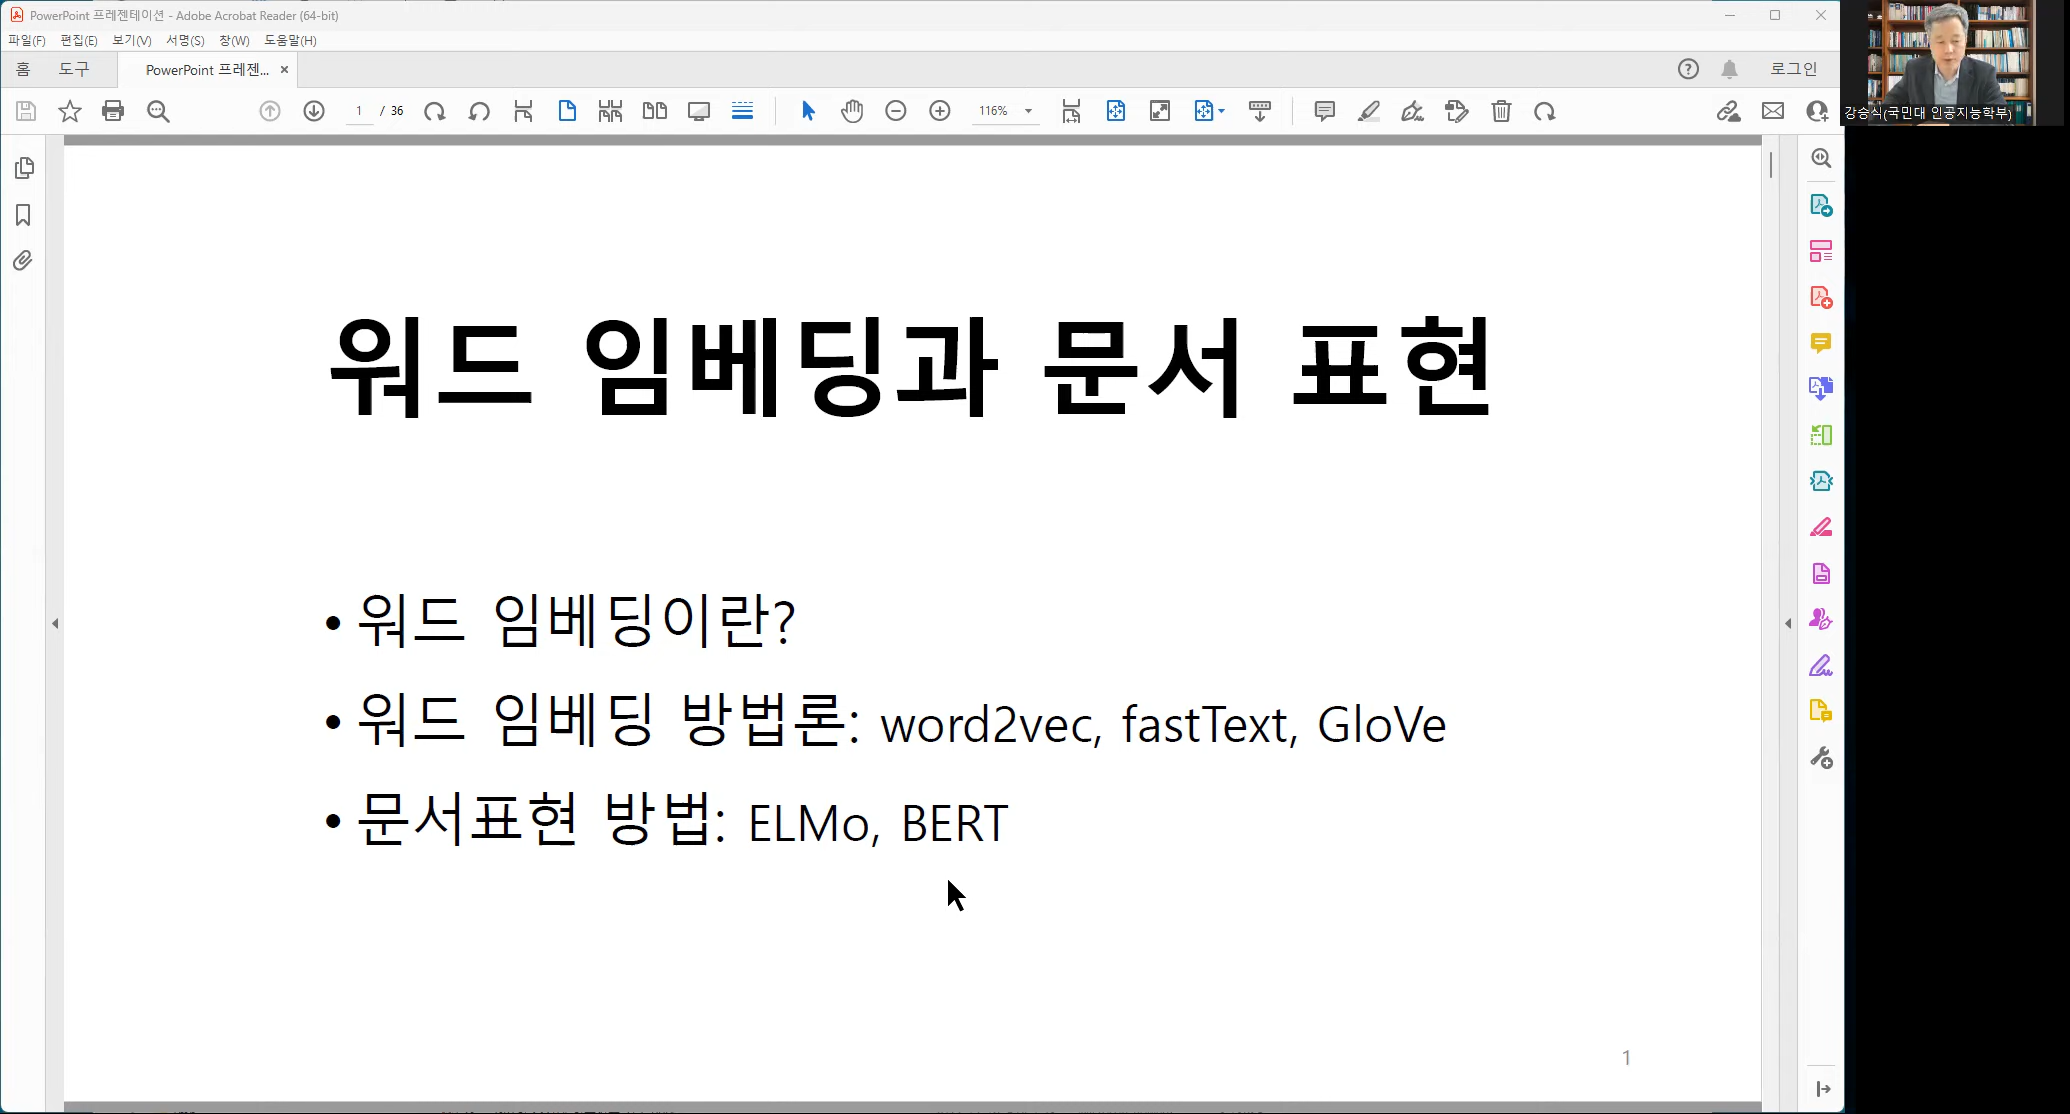 PowerPoint 프레젠테이션 - Adobe Acrobat Reader (64-bit)
파일(F) 편집(E) 보기(V) 서명(S) 창(W) 도움말(H)
홈 도구 PowerPoint 프레젠... × 로그인
1 / 36 116%
강승식(국민대 인공지능학부)
워드 임베딩과 문서 표현
• 워드 임베딩이란?
• 워드 임베딩 방법론: word2vec, fastText, GloVe
• 문서표현 방법: ELMo, BERT
1